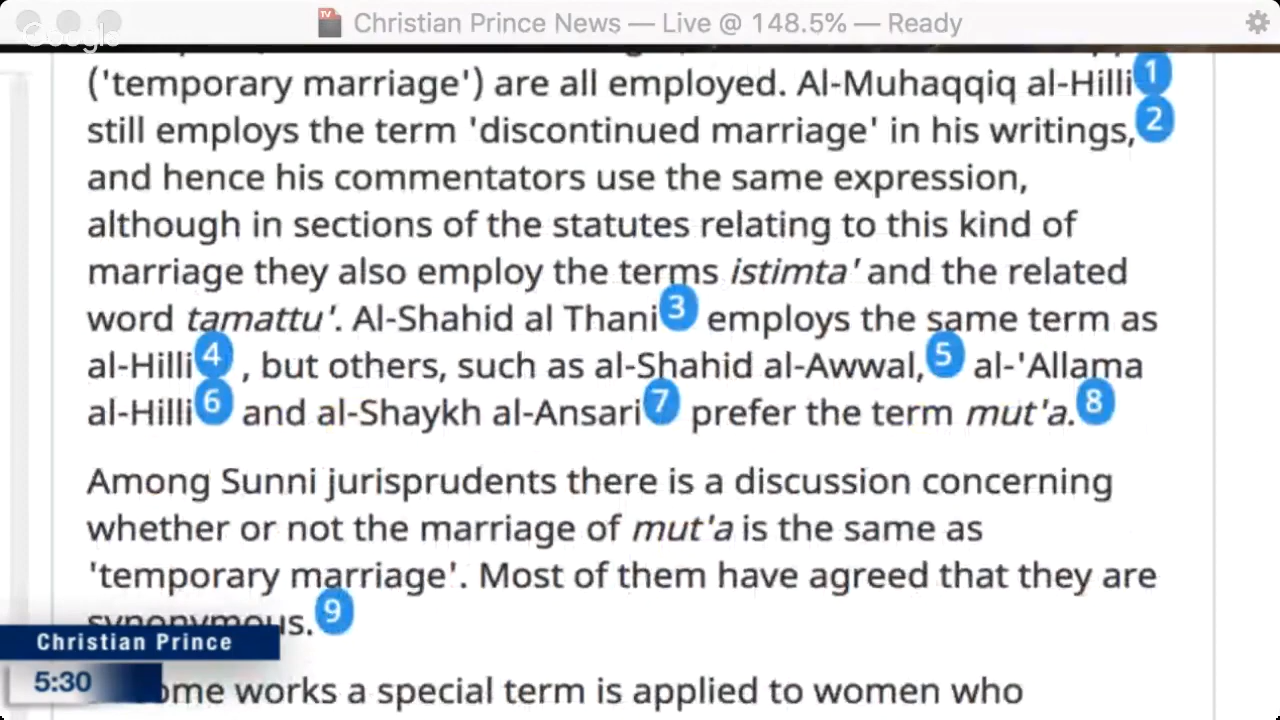 Christian Prince News — Live @ 148.5% — Ready
Google
('temporary marriage') are all employed. Al-Muhaqqiq al-Hilli 1
still employs the term 'discontinued marriage' in his writings, 2
and hence his commentators use the same expression,
although in sections of the statutes relating to this kind of
marriage they also employ the terms istimta' and the related
word tamattu'. Al-Shahid al Thani 3 employs the same term as
al-Hilli 4 , but others, such as al-Shahid al-Awwal, 5 al-'Allama
al-Hilli 6 and al-Shaykh al-Ansari 7 prefer the term mut'a. 8
Among Sunni jurisprudents there is a discussion concerning
whether or not the marriage of mut'a is the same as
'temporary marriage'. Most of them have agreed that they are
synonymous. 9
Christian Prince
5:30
some works a special term is applied to women who